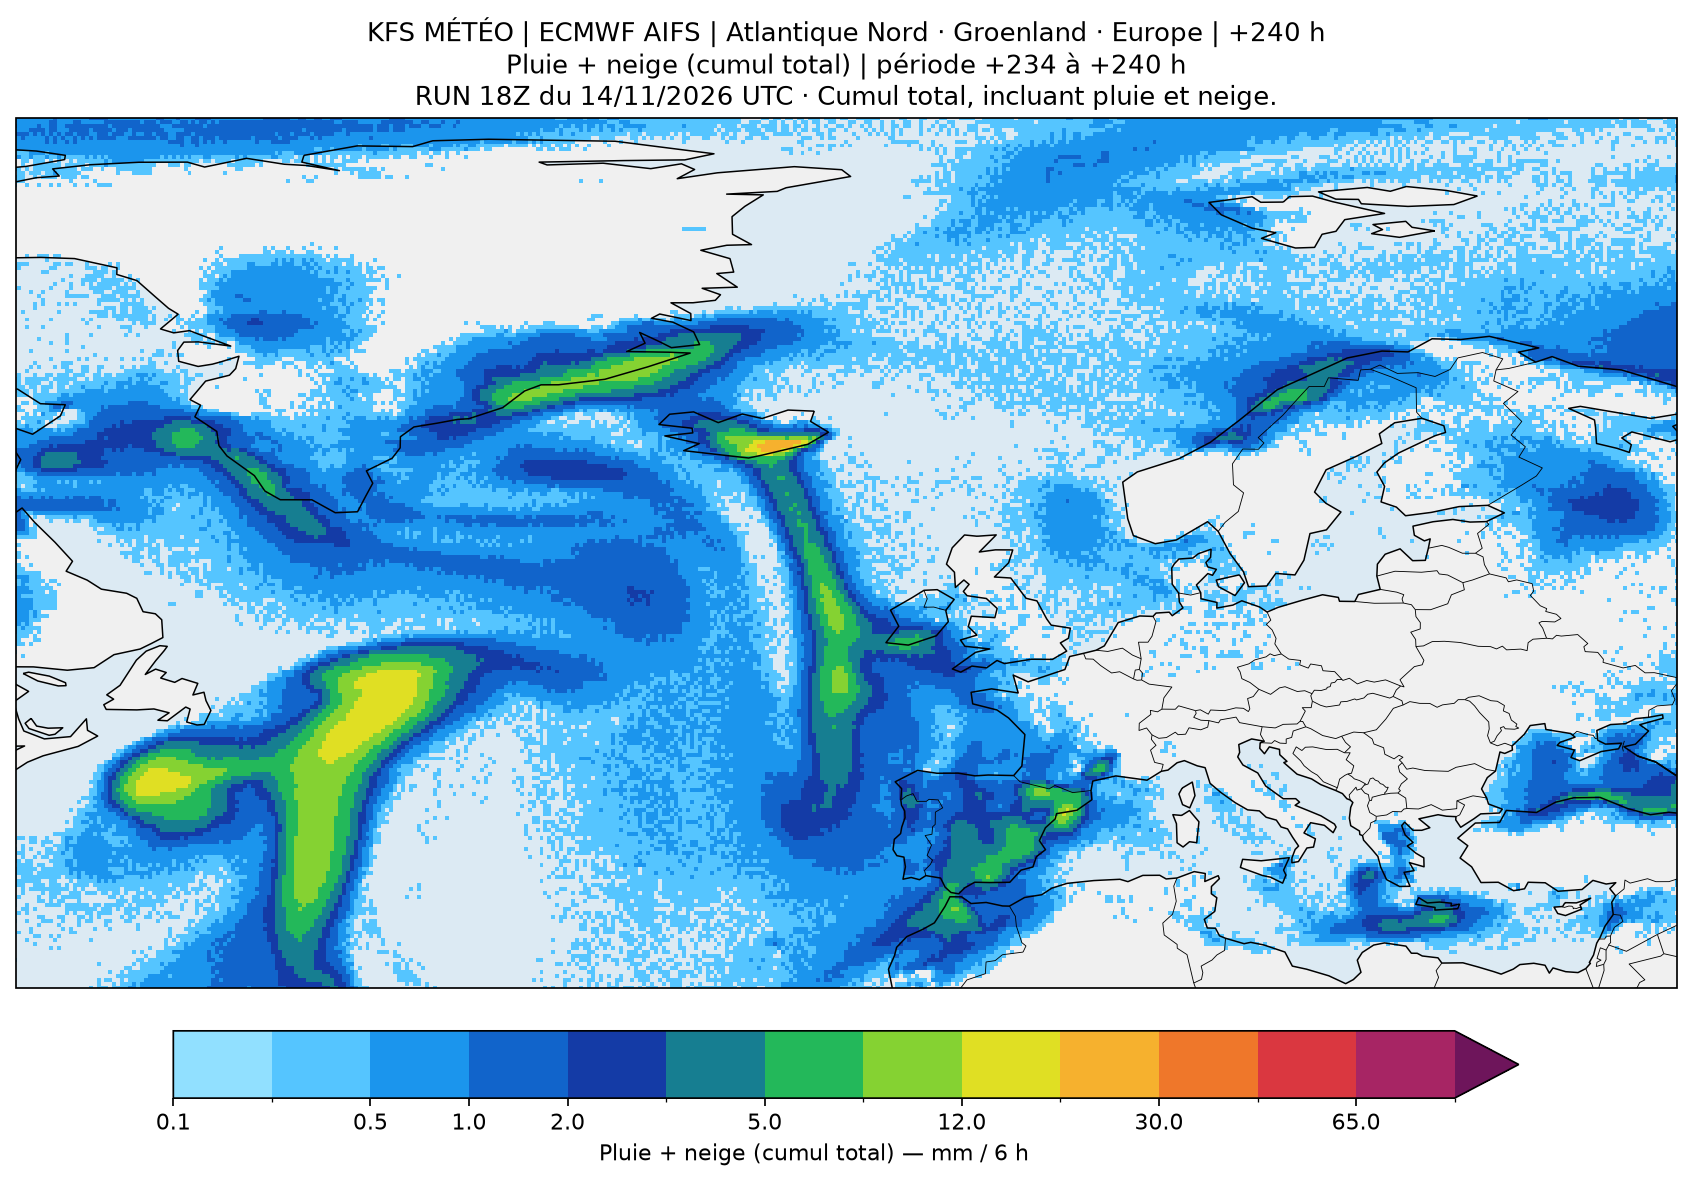 KFS MÉTÉO | ECMWF AIFS | Atlantique Nord · Groenland · Europe | +240 h
Pluie + neige (cumul total) | période +234 à +240 h
RUN 18Z du 14/11/2026 UTC · Cumul total, incluant pluie et neige.
0.1 0.5 1.0 2.0 5.0 12.0 30.0 65.0
Pluie + neige (cumul total) — mm / 6 h